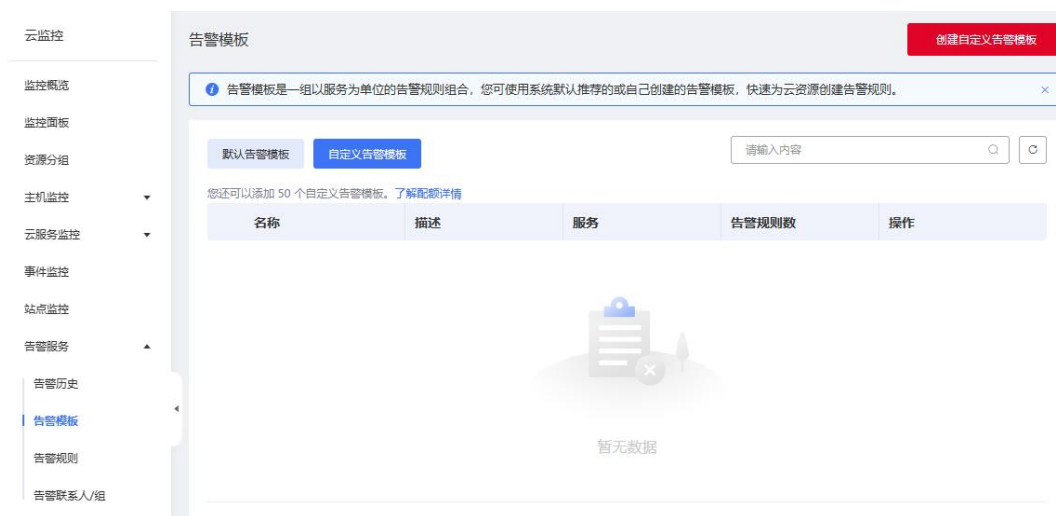 云监控
监控概览
监控面板
资源分组
主机监控
云服务监控
事件监控
站点监控
告警服务
告警历史
告警模板
告警规则
告警联系人/组
告警模板
创建自定义告警模板
告警模板是一组以服务为单位的告警规则组合，您可使用系统默认推荐的或自己创建的告警模板，快速为云资源创建告警规则。
默认告警模板 自定义告警模板
请输入内容
您还可以添加 50 个自定义告警模板。了解配额详情
名称 描述 服务 告警规则数 操作
暂无数据